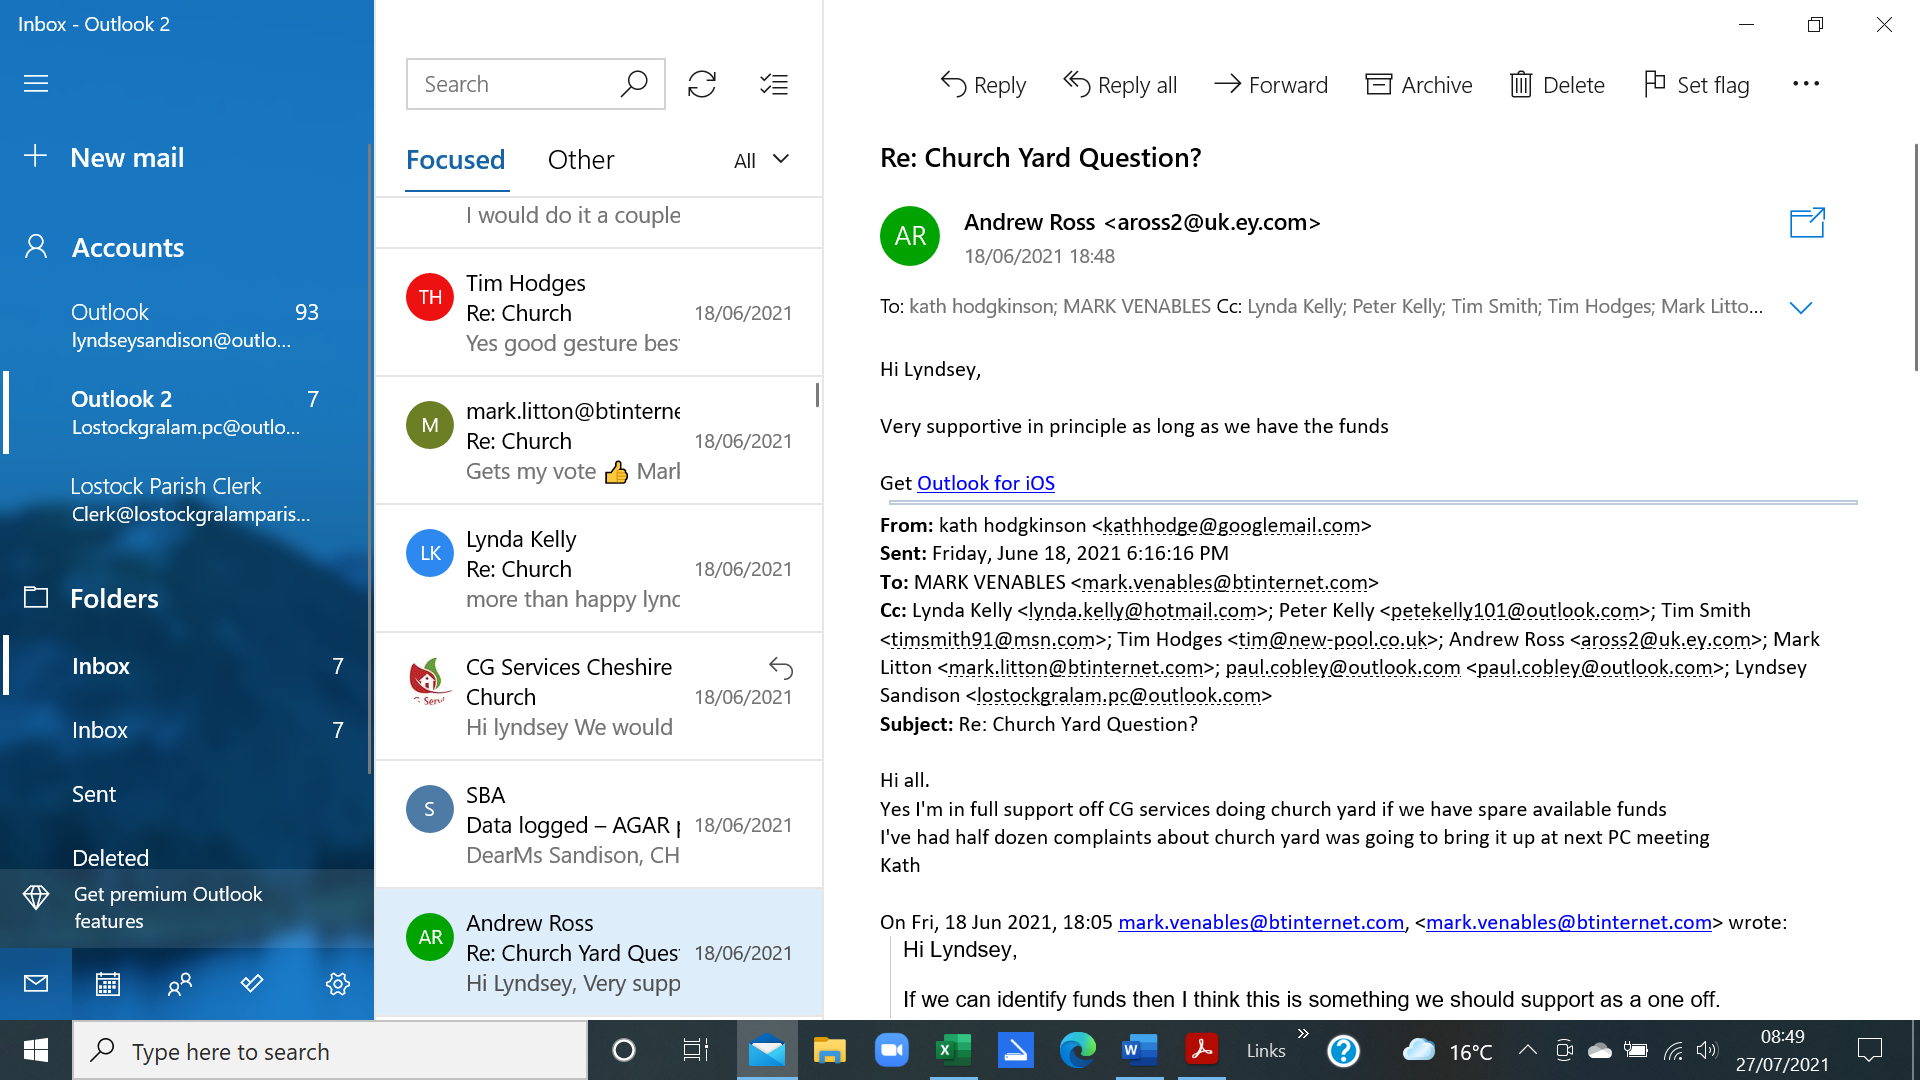 Inbox - Outlook 2
New mail
Accounts
Outlook 93
lyndseysandison@outlo...
Outlook 2 7
Lostockgralam.pc@outlo...
Lostock Parish Clerk
Clerk@lostockgralamparis...
Folders
Inbox 7
Inbox 7
Sent
Deleted
Get premium Outlook
features
Search
Focused Other All
I would do it a couple
TH
Tim Hodges
Re: Church 18/06/2021
Yes good gesture best
M
mark.litton@btinterne
Re: Church 18/06/2021
Gets my vote 👍 Mark
LK
Lynda Kelly
Re: Church 18/06/2021
more than happy lync
CG Services Cheshire
Church 18/06/2021
Hi lyndsey We would
S
SBA
Data logged – AGAR p 18/06/2021
DearMs Sandison, CH
AR
Andrew Ross
Re: Church Yard Ques 18/06/2021
Hi Lyndsey, Very supp
Reply Reply all Forward Archive Delete Set flag ...
Re: Church Yard Question?
AR
Andrew Ross <aross2@uk.ey.com>
18/06/2021 18:48
To: kath hodgkinson; MARK VENABLES Cc: Lynda Kelly; Peter Kelly; Tim Smith; Tim Hodges; Mark Litto...
Hi Lyndsey,
Very supportive in principle as long as we have the funds
Get Outlook for iOS
From: kath hodgkinson <kathhodge@googlemail.com>
Sent: Friday, June 18, 2021 6:16:16 PM
To: MARK VENABLES <mark.venables@btinternet.com>
Cc: Lynda Kelly <lynda.kelly@hotmail.com>; Peter Kelly <petekelly101@outlook.com>; Tim Smith
<timsmith91@msn.com>; Tim Hodges <tim@new-pool.co.uk>; Andrew Ross <aross2@uk.ey.com>; Mark
Litton <mark.litton@btinternet.com>; paul.cobley@outlook.com <paul.cobley@outlook.com>; Lyndsey
Sandison <lostockgralam.pc@outlook.com>
Subject: Re: Church Yard Question?
Hi all.
Yes I'm in full support off CG services doing church yard if we have spare available funds
I've had half dozen complaints about church yard was going to bring it up at next PC meeting
Kath
On Fri, 18 Jun 2021, 18:05 mark.venables@btinternet.com, <mark.venables@btinternet.com> wrote:
Hi Lyndsey,
If we can identify funds then I think this is something we should support as a one off.
Type here to search
Links
16°C
08:49
27/07/2021